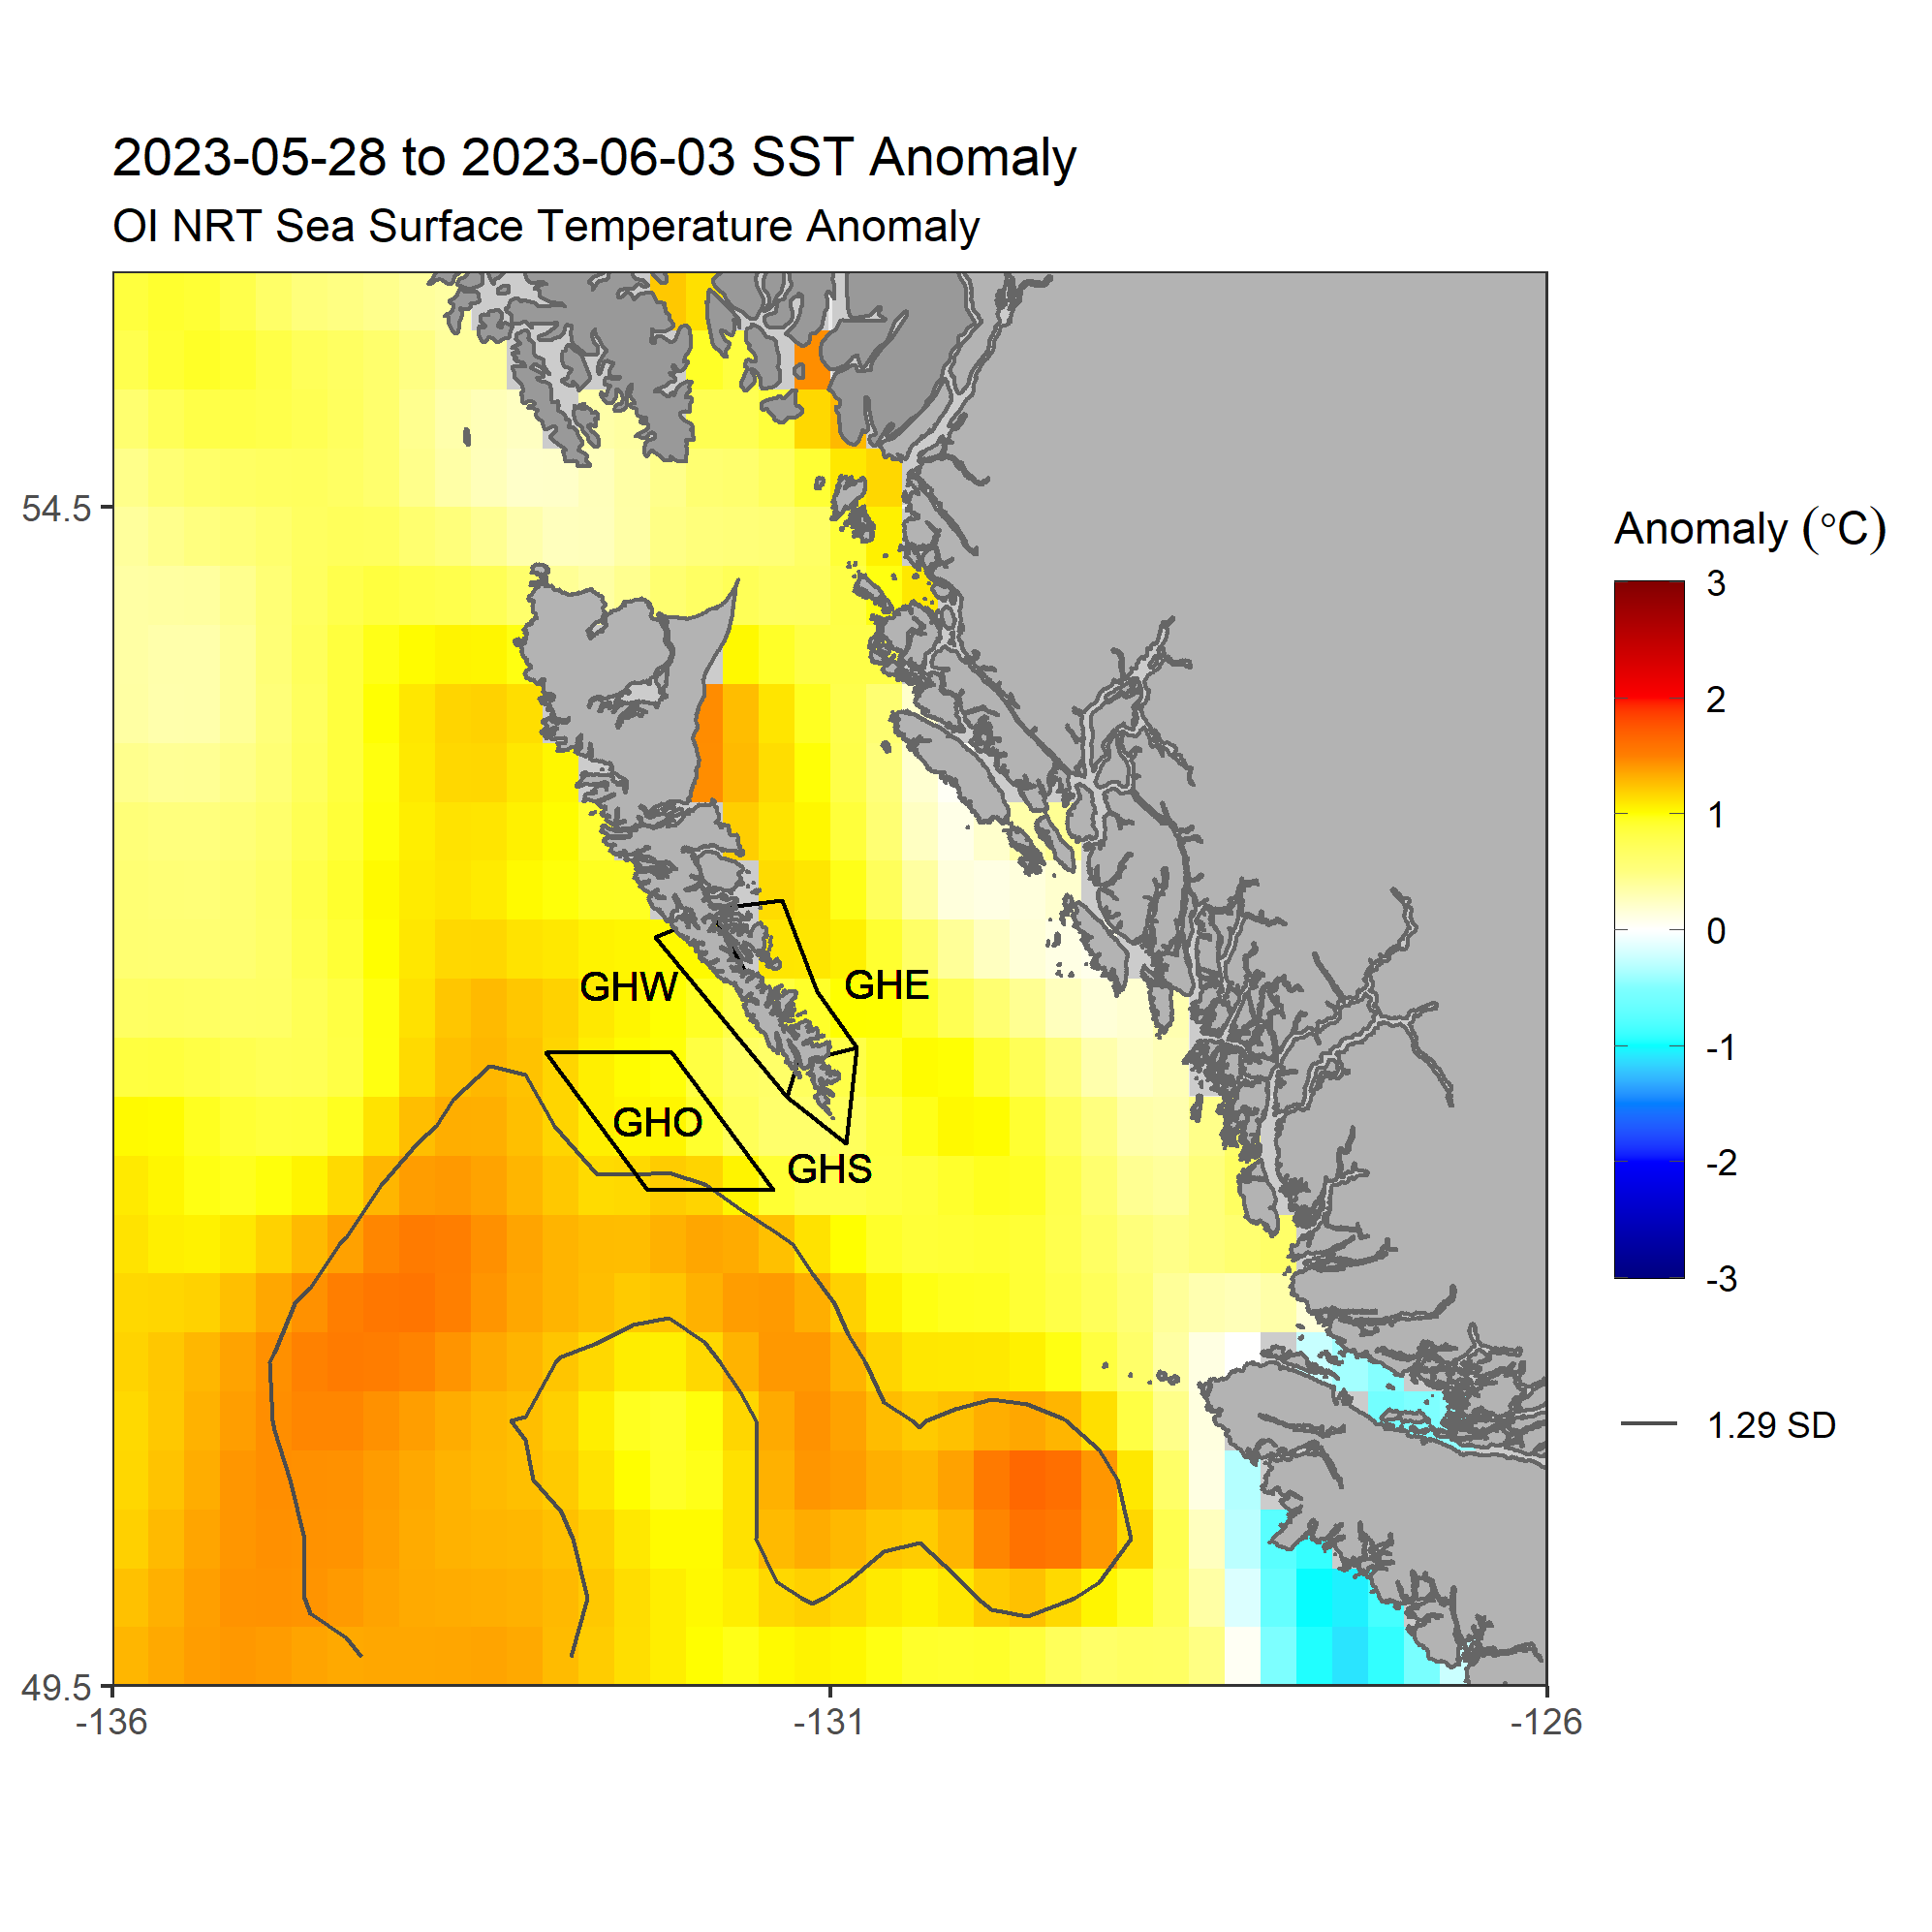 2023-05-28 to 2023-06-03 SST Anomaly
OI NRT Sea Surface Temperature Anomaly
54.5
49.5
-136
-131
-126
GHW
GHE
GHO
GHS
Anomaly (°C)
3
2
1
0
-1
-2
-3
1.29 SD